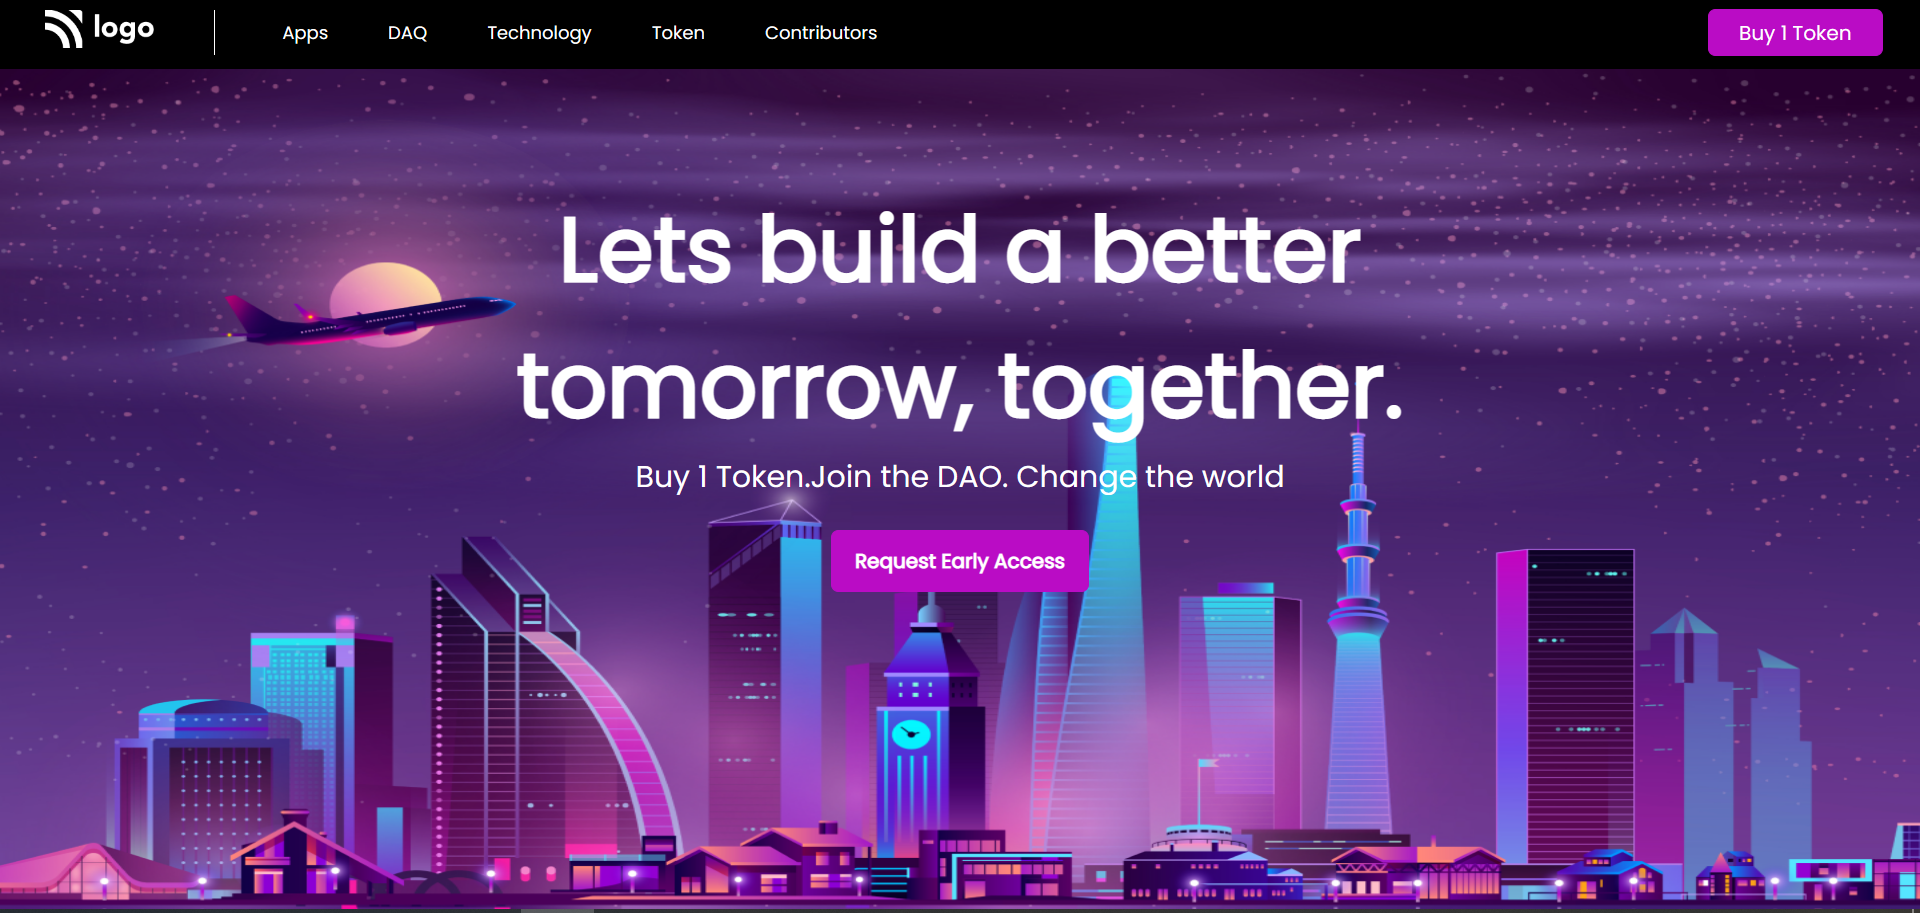 logo
Apps
DAQ
Technology
Token
Contributors
Buy 1 Token
Lets build a better
tomorrow, together.
Buy 1 Token.Join the DAO. Change the world
Request Early Access